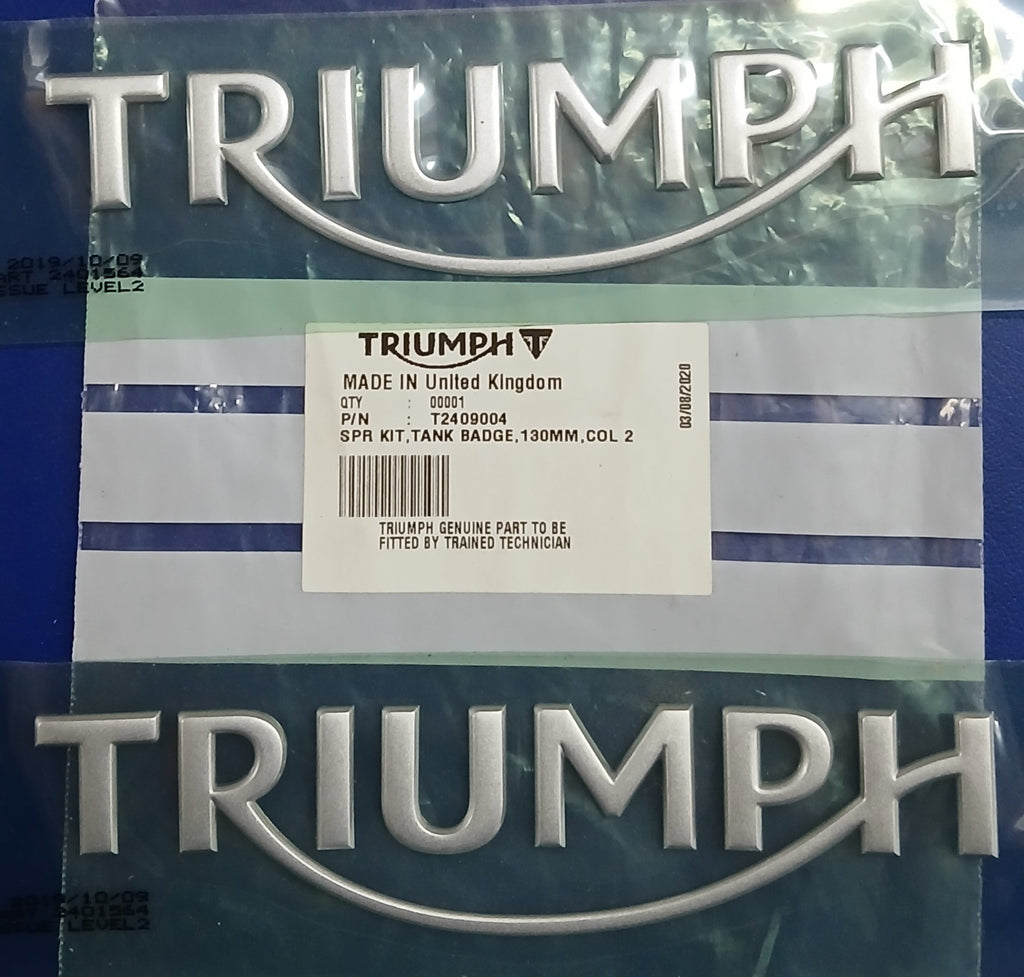 TRIUMPH
2019/10/09
ART 2401564
SSUE LEVEL2
TRIUMPH T
MADE IN United Kingdom
QTY : 00001
P/N : T2409004
SPR KIT,TANK BADGE,130MM,COL 2
03/08/2020
TRIUMPH GENUINE PART TO BE
FITTED BY TRAINED TECHNICIAN
TRIUMPH
2019/10/09
RT 2401564
SSUE LEVEL2